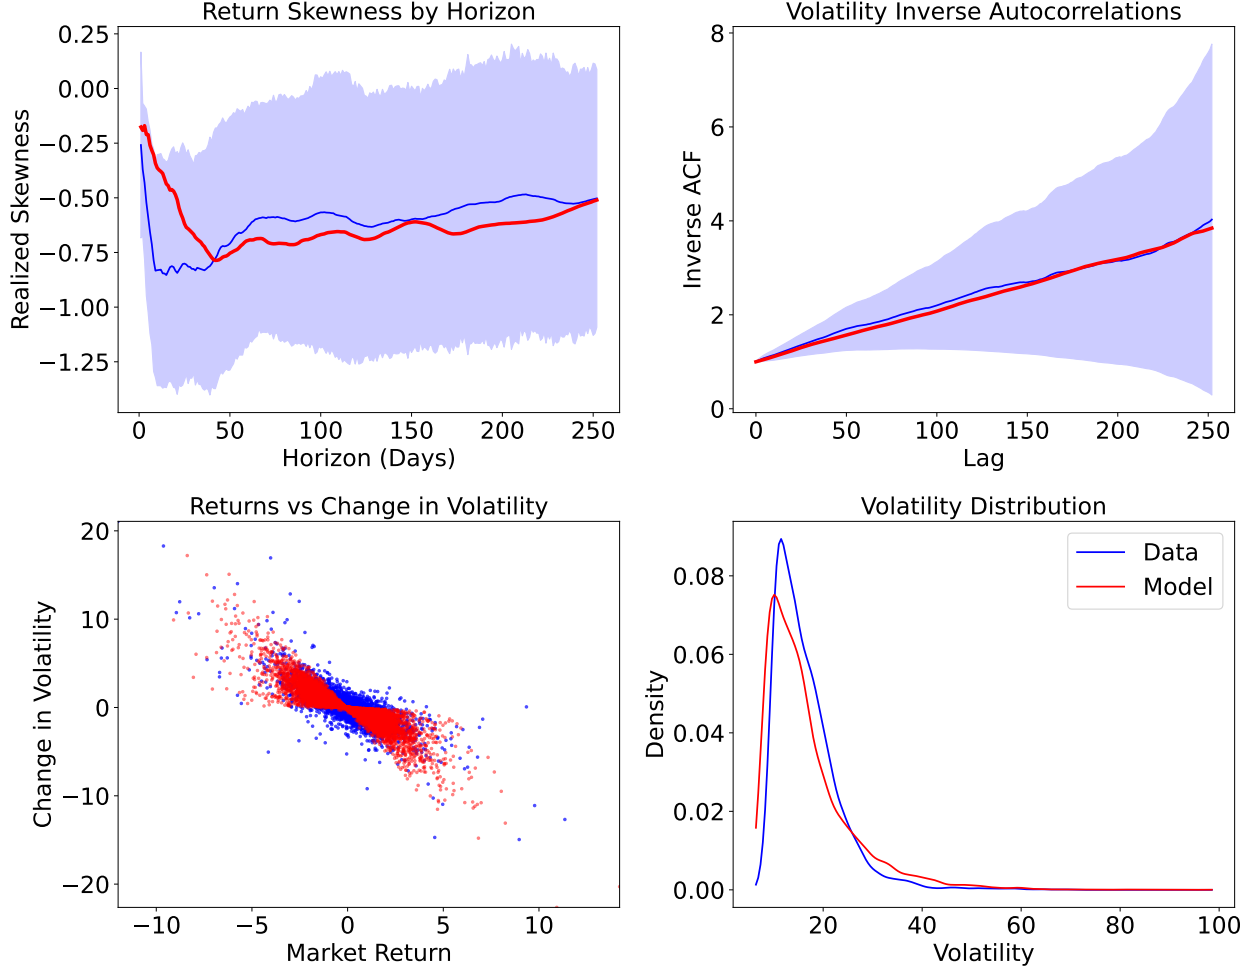 Return Skewness by Horizon
Realized Skewness
0.25
0.00
−0.25
−0.50
−0.75
−1.00
−1.25
0 50 100 150 200 250
Horizon (Days)
Volatility Inverse Autocorrelations
Inverse ACF
8
6
4
2
0
0 50 100 150 200 250
Lag
Returns vs Change in Volatility
Change in Volatility
20
10
0
−10
−20
−10 −5 0 5 10
Market Return
Volatility Distribution
Density
0.08
0.06
0.04
0.02
0.00
Data
Model
20 40 60 80 100
Volatility